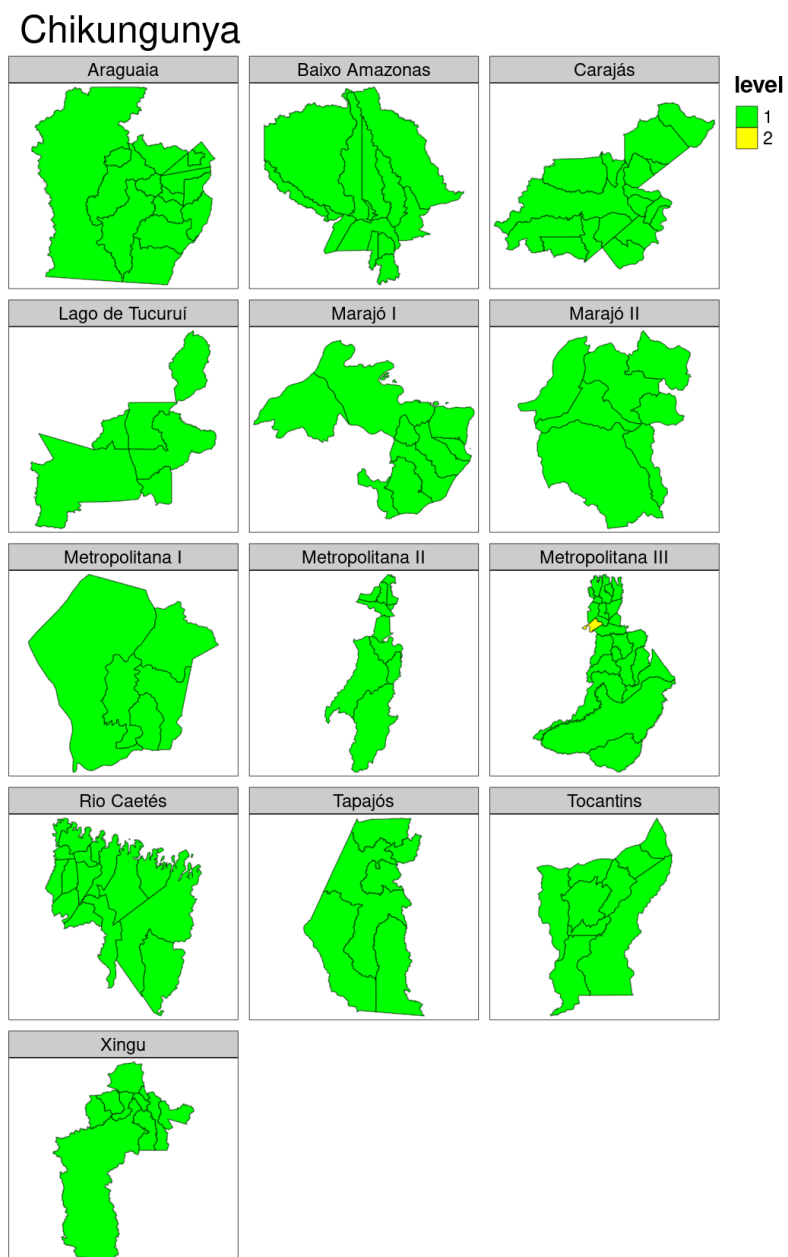 Chikungunya
Araguaia
Baixo Amazonas
Carajás
level
1
2
Lago de Tucuruí
Marajó I
Marajó II
Metropolitana I
Metropolitana II
Metropolitana III
Rio Caetés
Tapajós
Tocantins
Xingu